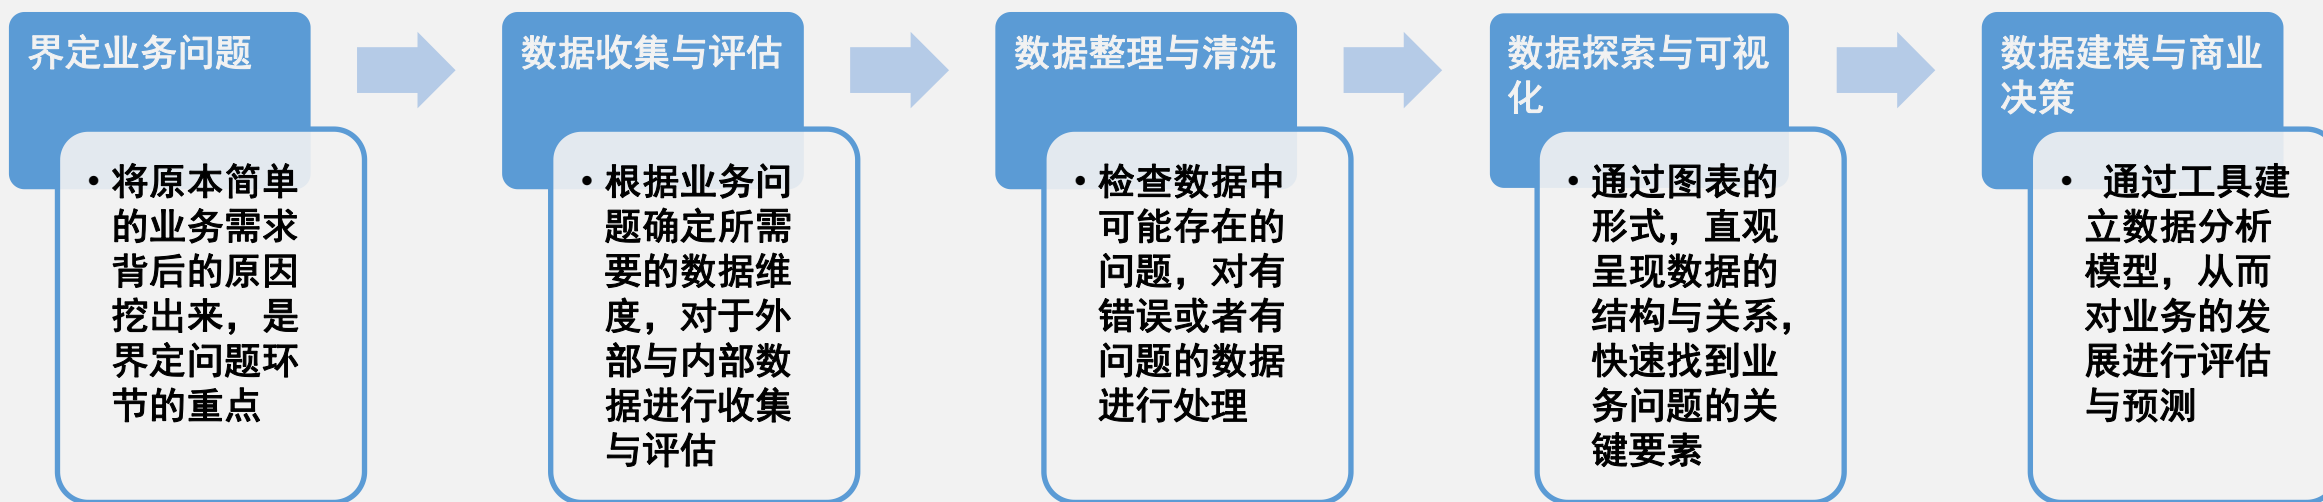 界定业务问题
• 将原本简单
的业务需求
背后的原因
挖出来，是
界定问题环
节的重点
数据收集与评估
• 根据业务问
题确定所需
要的数据维
度，对于外
部与内部数
据进行收集
与评估
数据整理与清洗
• 检查数据中
可能存在的
问题，对有
错误或者有
问题的数据
进行处理
数据探索与可视
化
• 通过图表的
形式，直观
呈现数据的
结构与关系，
快速找到业
务问题的关
键要素
数据建模与商业
决策
• 通过工具建
立数据分析
模型，从而
对业务的发
展进行评估
与预测